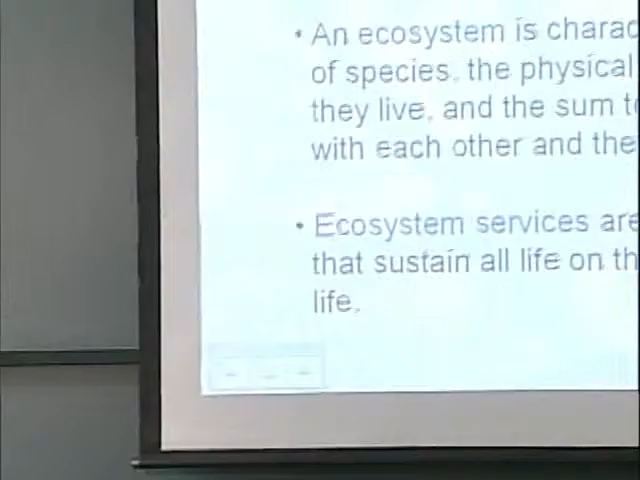 • An ecosystem is charac
of species, the physical
they live, and the sum t
with each other and the
• Ecosystem services are
that sustain all life on th
life.